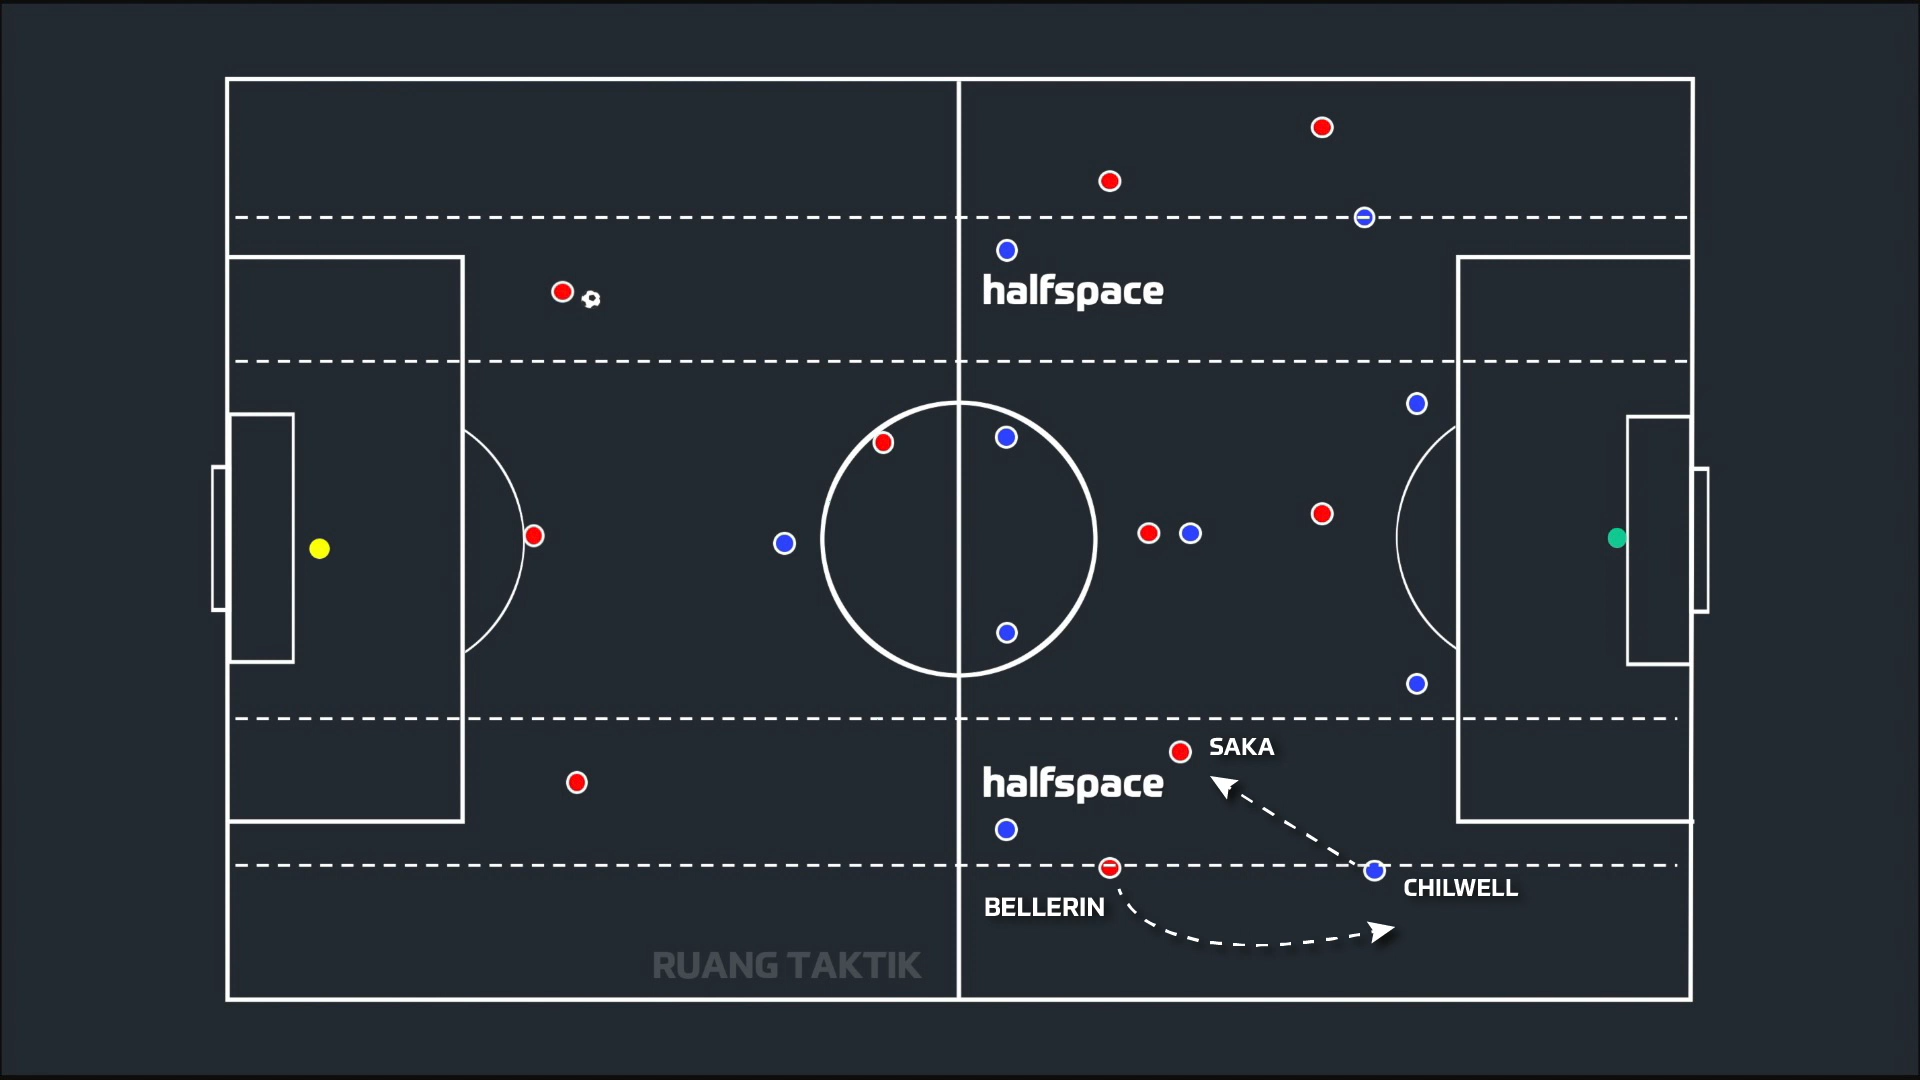 halfspace
SAKA
halfspace
CHILWELL
BELLERIN
RUANG TAKTIK